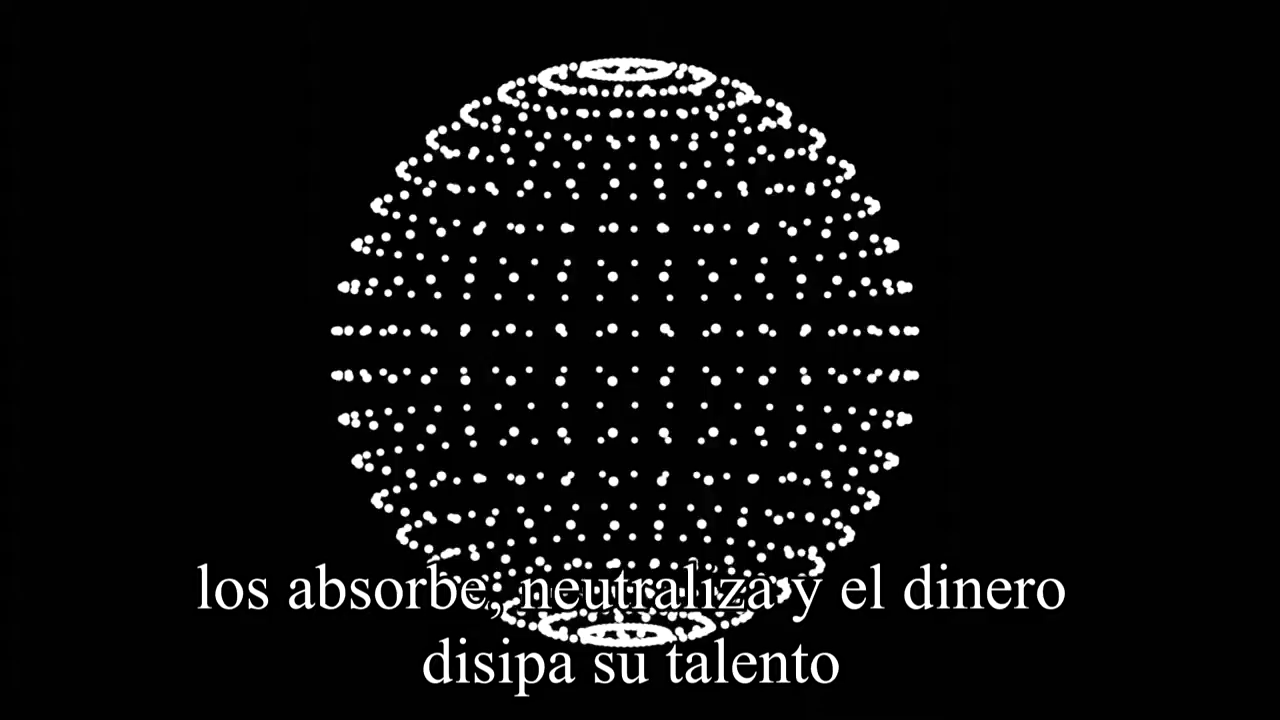 los absorbe, neutraliza y el dinero
disipa su talento